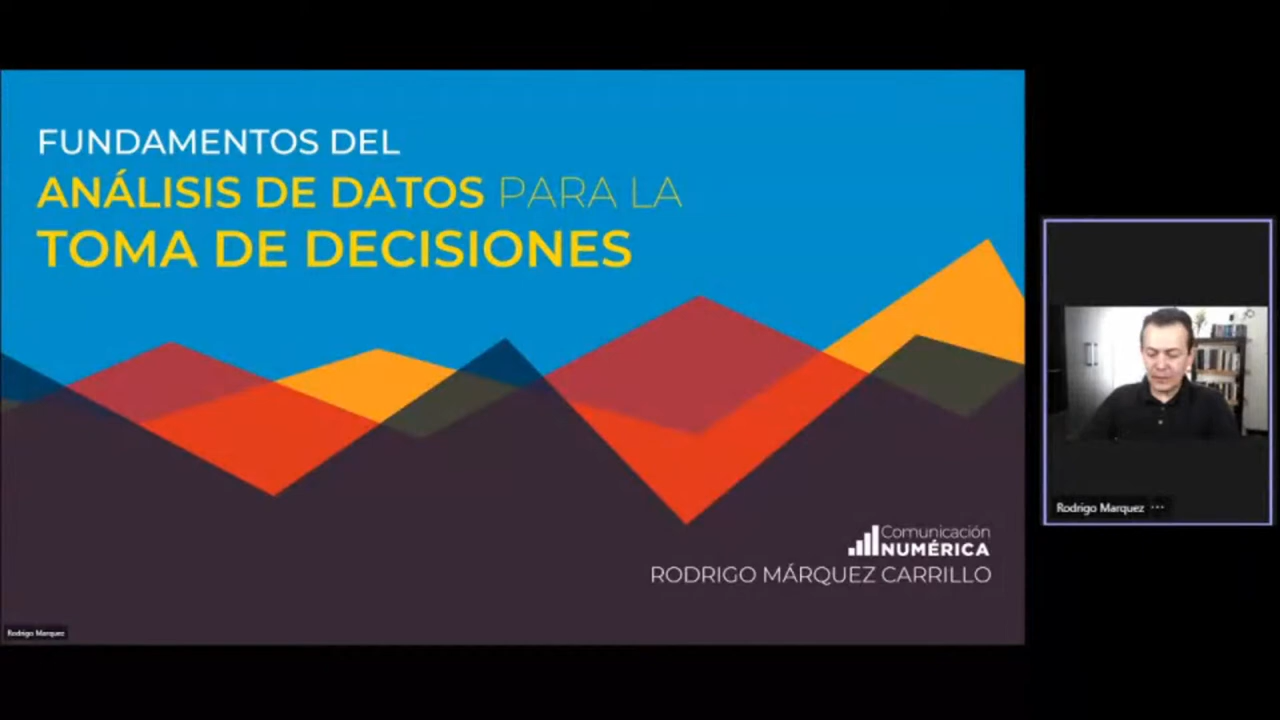 FUNDAMENTOS DEL
ANÁLISIS DE DATOS PARA LA
TOMA DE DECISIONES
Comunicación
NUMÉRICA
RODRIGO MÁRQUEZ CARRILLO
Rodrigo Marquez
Rodrigo Marquez ...